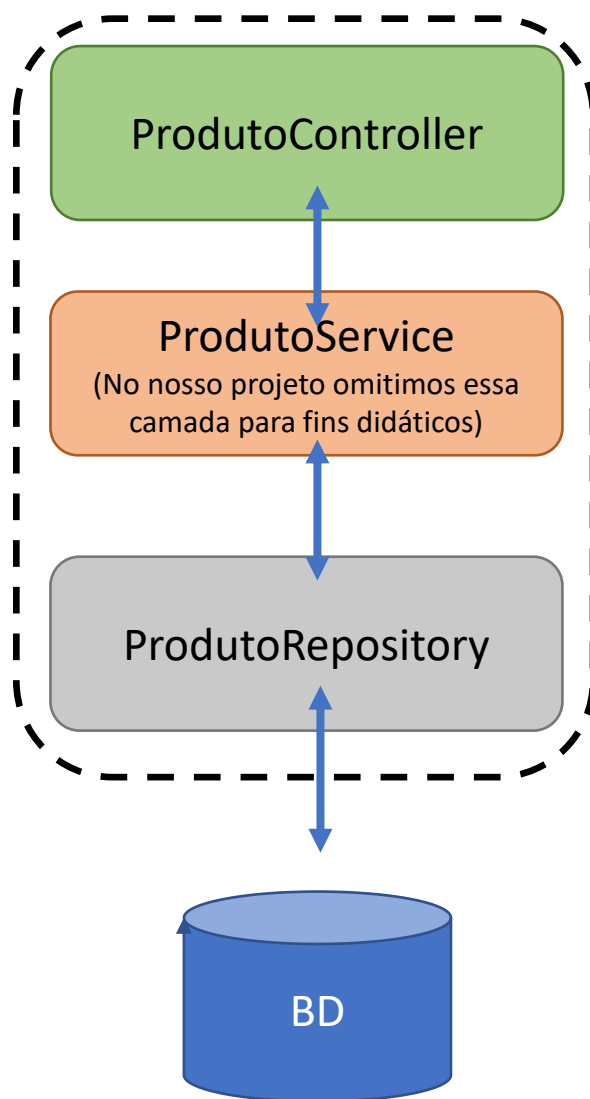 ProdutoController
ProdutoService
(No nosso projeto omitimos essa
camada para fins didáticos)
ProdutoRepository
BD